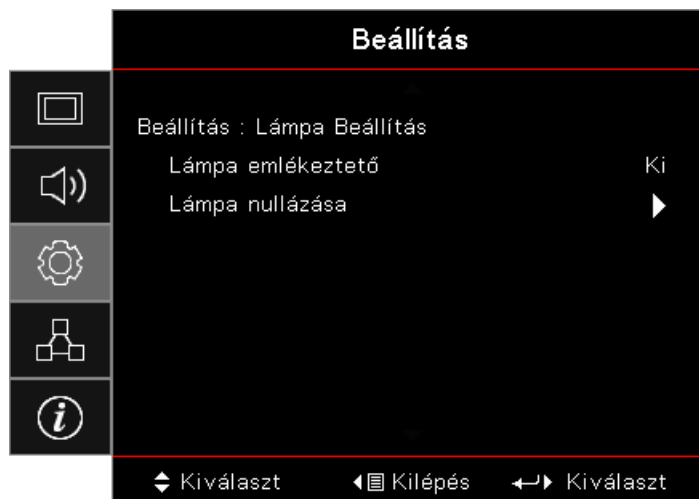 Beállítás
Beállítás : Lámpa Beállítás
Lámpa emlékeztető Ki
Lámpa nullázása
Kiválaszt Kilépés Kiválaszt